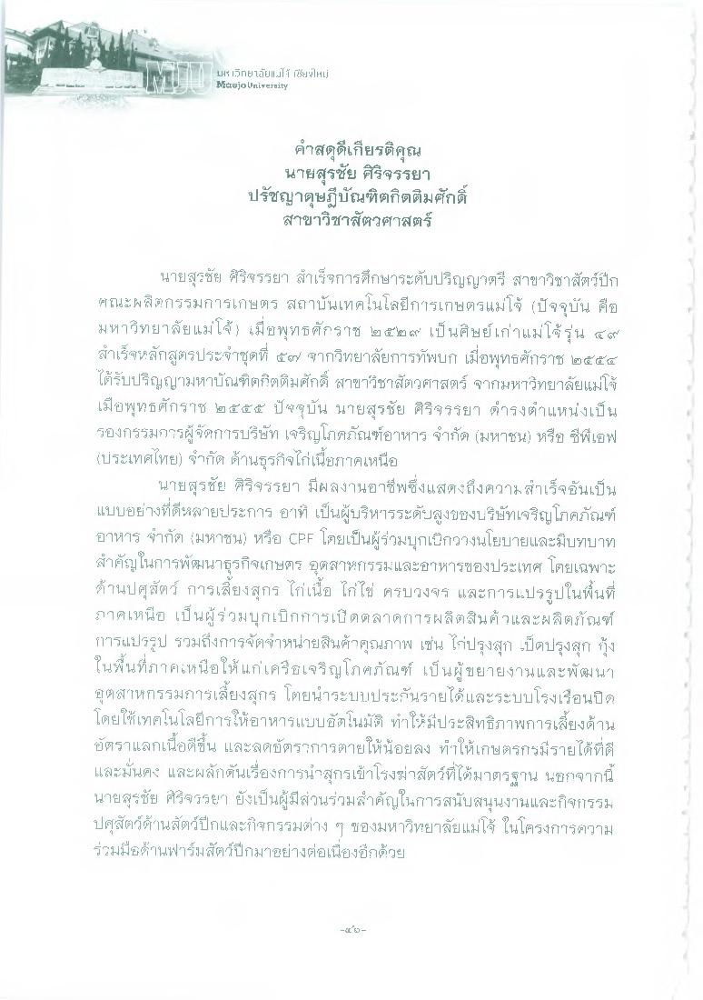 MJU
มหาวิทยาลัยแม่โจ้ เชียงใหม่
Maejo University
คำสดุดีเกียรติคุณ
นายสุรชัย ศิริจรรยา
ปรัชญาดุษฎีบัณฑิตกิตติมศักดิ์
สาขาวิชาสัตวศาสตร์
นายสุรชัย ศิริจรรยา สำเร็จการศึกษาระดับปริญญาตรี สาขาวิชาสัตว์ปีก
คณะผลิตกรรมการเกษตร สถาบันเทคโนโลยีการเกษตรแม่โจ้ (ปัจจุบัน คือ
มหาวิทยาลัยแม่โจ้) เมื่อพุทธศักราช ๒๕๒๙ เป็นศิษย์เก่าแม่โจ้รุ่น ๔๙
สำเร็จหลักสูตรประจำชุดที่ ๕๗ จากวิทยาลัยการทัพบก เมื่อพุทธศักราช ๒๕๕๔
ได้รับปริญญามหาบัณฑิตกิตติมศักดิ์ สาขาวิชาสัตวศาสตร์ จากมหาวิทยาลัยแม่โจ้
เมื่อพุทธศักราช ๒๕๕๕ ปัจจุบัน นายสุรชัย ศิริจรรยา ดำรงตำแหน่งเป็น
รองกรรมการผู้จัดการบริษัท เจริญโภคภัณฑ์อาหาร จำกัด (มหาชน) หรือ ซีพีเอฟ
(ประเทศไทย) จำกัด ด้านธุรกิจไก่เนื้อภาคเหนือ
นายสุรชัย ศิริจรรยา มีผลงานอาชีพซึ่งแสดงถึงความสำเร็จอันเป็น
แบบอย่างที่ดีหลายประการ อาทิ เป็นผู้บริหารระดับสูงของบริษัทเจริญโภคภัณฑ์
อาหาร จำกัด (มหาชน) หรือ CPF โดยเป็นผู้ร่วมบุกเบิกวางนโยบายและมีบทบาท
สำคัญในการพัฒนาธุรกิจเกษตร อุตสาหกรรมและอาหารของประเทศ โดยเฉพาะ
ด้านปศุสัตว์ การเลี้ยงสุกร ไก่เนื้อ ไก่ไข่ ครบวงจร และการแปรรูปในพื้นที่
ภาคเหนือ เป็นผู้ร่วมบุกเบิกการเปิดตลาดการผลิตสินค้าและผลิตภัณฑ์
การแปรรูป รวมถึงการจัดจำหน่ายสินค้าคุณภาพ เช่น ไก่ปรุงสุก เป็ดปรุงสุก กุ้ง
ในพื้นที่ภาคเหนือให้แก่เครือเจริญโภคภัณฑ์ เป็นผู้ขยายงานและพัฒนา
อุตสาหกรรมการเลี้ยงสุกร โดยนำระบบประกันรายได้และระบบโรงเรือนปิด
โดยใช้เทคโนโลยีการให้อาหารแบบอัตโนมัติ ทำให้มีประสิทธิภาพการเลี้ยงด้าน
อัตราแลกเนื้อดีขึ้น และลดอัตราการตายให้น้อยลง ทำให้เกษตรกรมีรายได้ที่ดี
และมั่นคง และผลักดันเรื่องการนำสุกรเข้าโรงฆ่าสัตว์ที่ได้มาตรฐาน นอกจากนี้
นายสุรชัย ศิริจรรยา ยังเป็นผู้มีส่วนร่วมสำคัญในการสนับสนุนงานและกิจกรรม
ปศุสัตว์ด้านสัตว์ปีกและกิจกรรมต่าง ๆ ของมหาวิทยาลัยแม่โจ้ ในโครงการความ
ร่วมมือด้านฟาร์มสัตว์ปีกมาอย่างต่อเนื่องอีกด้วย
-๕๖-